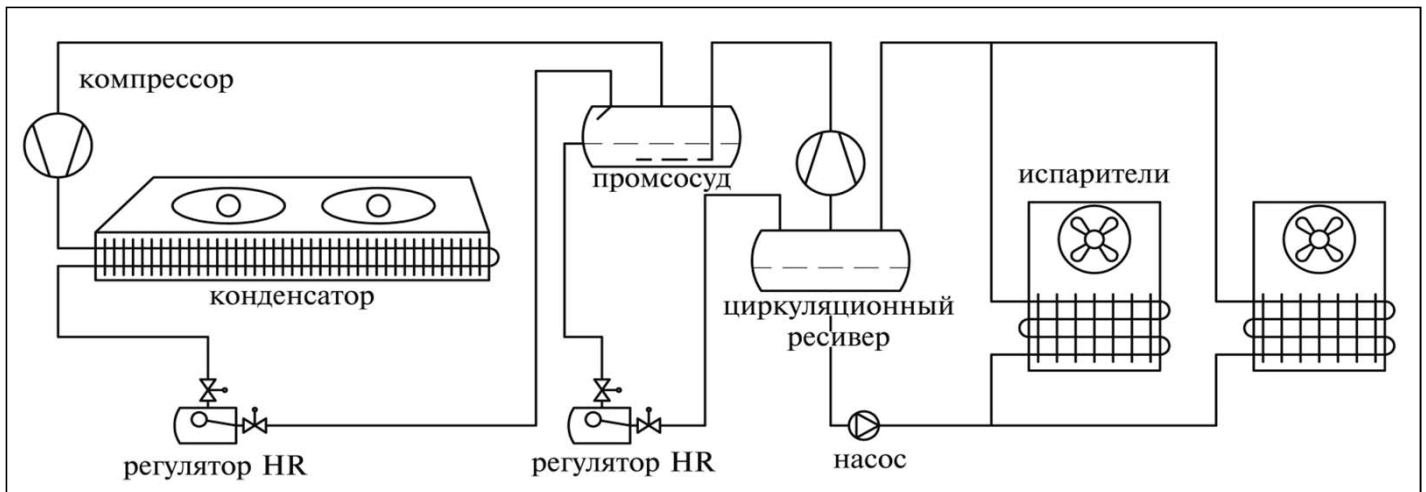 компрессор
промсосуд
испарители
конденсатор
циркуляционный
ресивер
регулятор HR
регулятор HR
насос